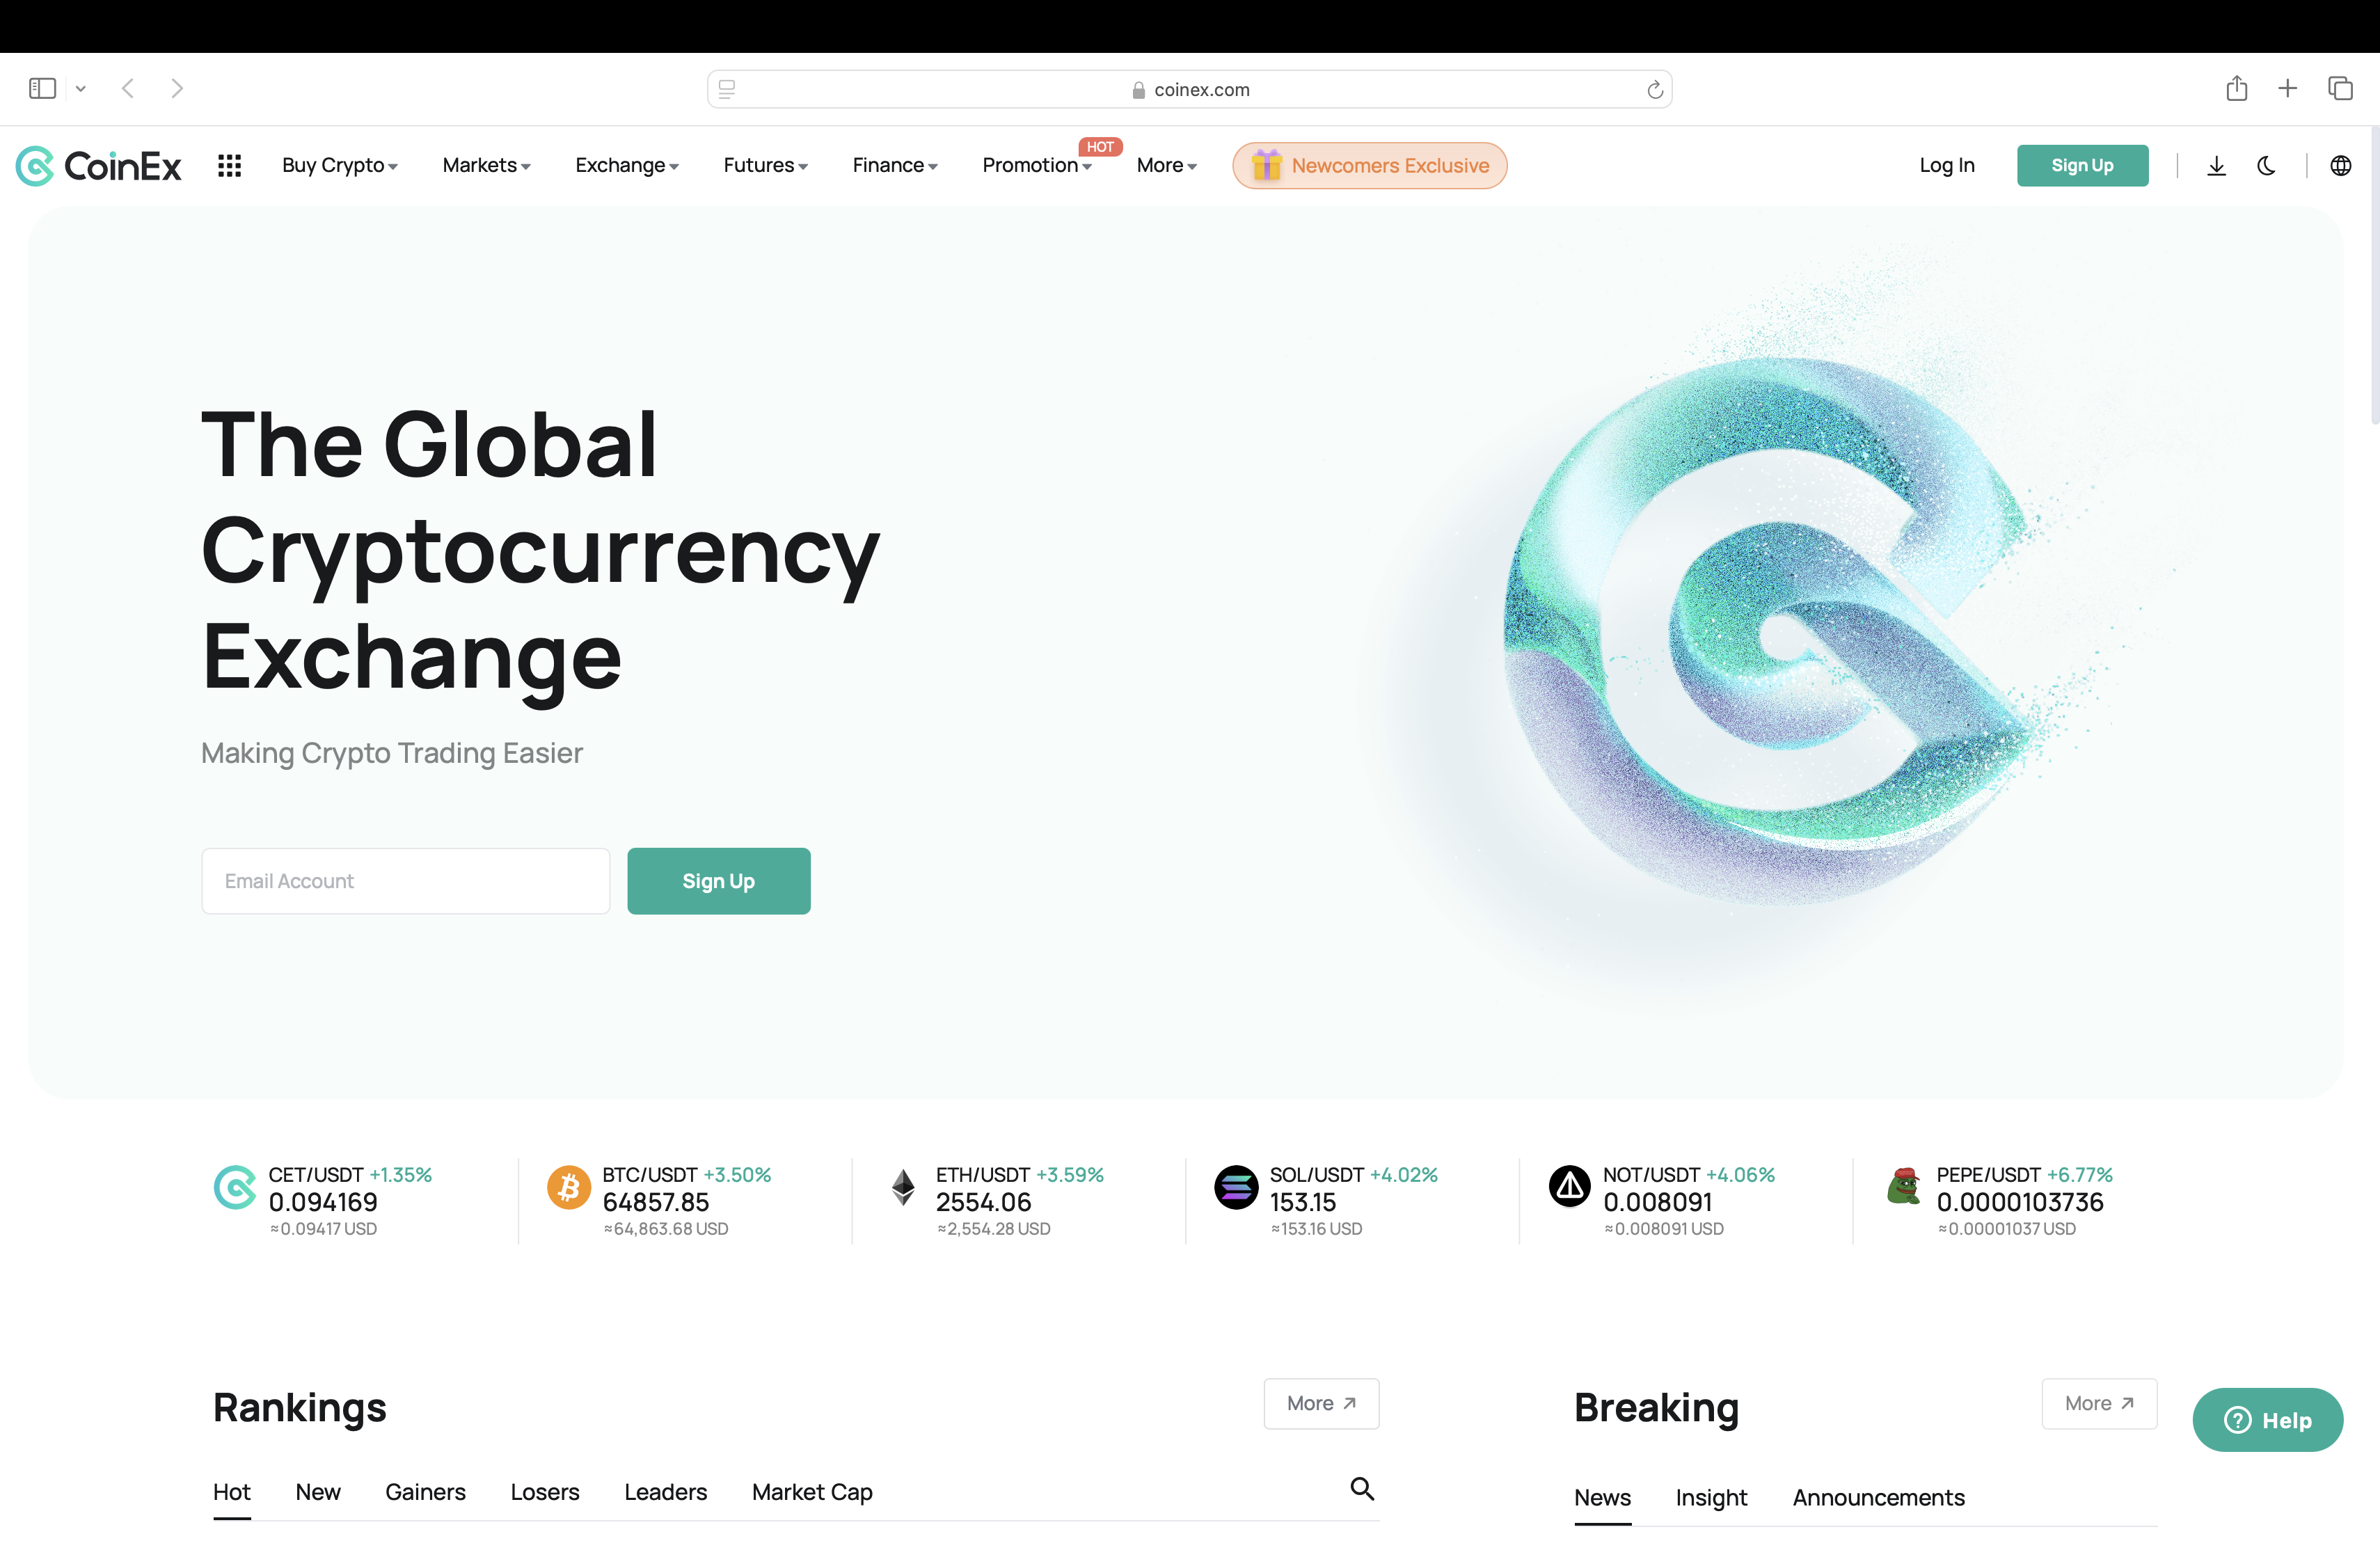 coinex.com
CoinEx
Buy Crypto
Markets
Exchange
Futures
Finance
Promotion
HOT
More
Newcomers Exclusive
Log In
Sign Up
The Global
Cryptocurrency
Exchange
Making Crypto Trading Easier
Email Account
Sign Up
CET/USDT +1.35%
0.094169
≈0.09417 USD
BTC/USDT +3.50%
64857.85
≈64,863.68 USD
ETH/USDT +3.59%
2554.06
≈2,554.28 USD
SOL/USDT +4.02%
153.15
≈153.16 USD
NOT/USDT +4.06%
0.008091
≈0.008091 USD
PEPE/USDT +6.77%
0.0000103736
≈0.00001037 USD
Rankings
More
Hot
New
Gainers
Losers
Leaders
Market Cap
Breaking
More
News
Insight
Announcements
Help